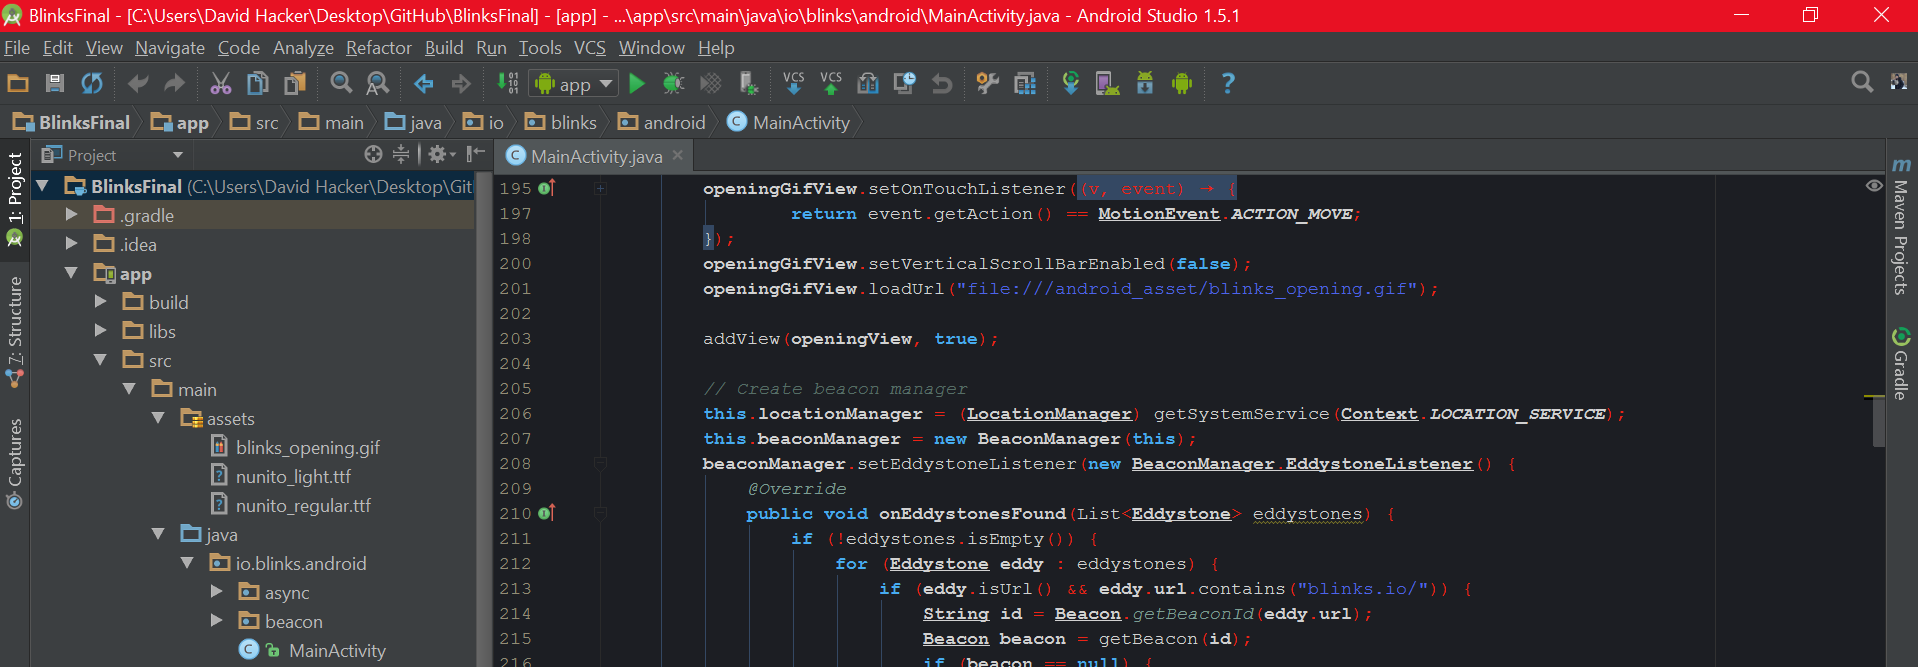 BlinksFinal - [C:\Users\David Hacker\Desktop\GitHub\BlinksFinal] - [app] - ...\app\src\main\java\io\blinks\android\MainActivity.java - Android Studio 1.5.1
File Edit View Navigate Code Analyze Refactor Build Run Tools VCS Window Help
app VCS VCS ?
BlinksFinal app src main java io blinks android MainActivity
1: Project
7: Structure
Captures
Project
BlinksFinal (C:\Users\David Hacker\Desktop\Git
.gradle
.idea
app
build
libs
src
main
assets
blinks_opening.gif
nunito_light.ttf
nunito_regular.ttf
java
io.blinks.android
async
beacon
MainActivity
MainActivity.java
195 openingGifView.setOnTouchListener((v, event) → {
197 return event.getAction() == MotionEvent.ACTION_MOVE;
198 });
200 openingGifView.setVerticalScrollBarEnabled(false);
201 openingGifView.loadUrl("file:///android_asset/blinks_opening.gif");
202
203 addView(openingView, true);
204
205 // Create beacon manager
206 this.locationManager = (LocationManager) getSystemService(Context.LOCATION_SERVICE);
207 this.beaconManager = new BeaconManager(this);
208 beaconManager.setEddystoneListener(new BeaconManager.EddystoneListener() {
209 @Override
210 public void onEddystonesFound(List<Eddystone> eddystones) {
211 if (!eddystones.isEmpty()) {
212 for (Eddystone eddy : eddystones) {
213 if (eddy.isUrl() && eddy.url.contains("blinks.io/")) {
214 String id = Beacon.getBeaconId(eddy.url);
215 Beacon beacon = getBeacon(id);
216 if (beacon == null) {
Maven Projects
Gradle